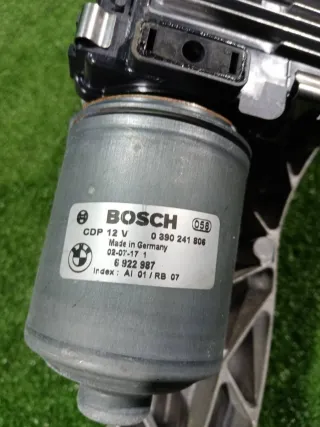 BOSCH 058
CDP 12 V 0 390 241 806
Made in Germany
02-07-17 1
6 922 987
Index: AI 01 / RB 07